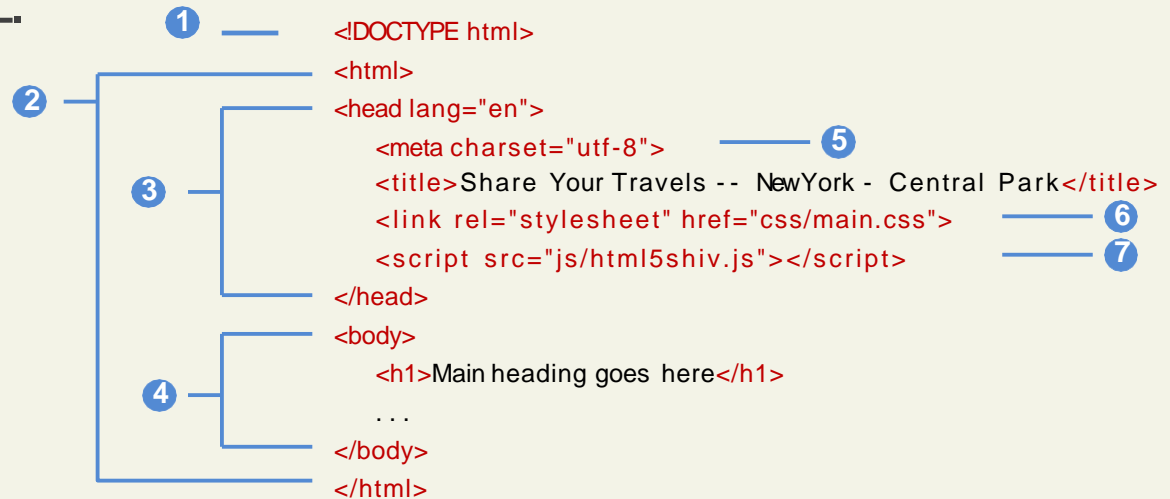 1 <!DOCTYPE html>
<html>
2 <head lang="en">
<meta charset="utf-8"> 5
3 <title>Share Your Travels -- NewYork - Central Park</title>
<link rel="stylesheet" href="css/main.css"> 6
<script src="js/html5shiv.js"></script> 7
</head>
<body>
4 <h1>Main heading goes here</h1>
...
</body>
</html>